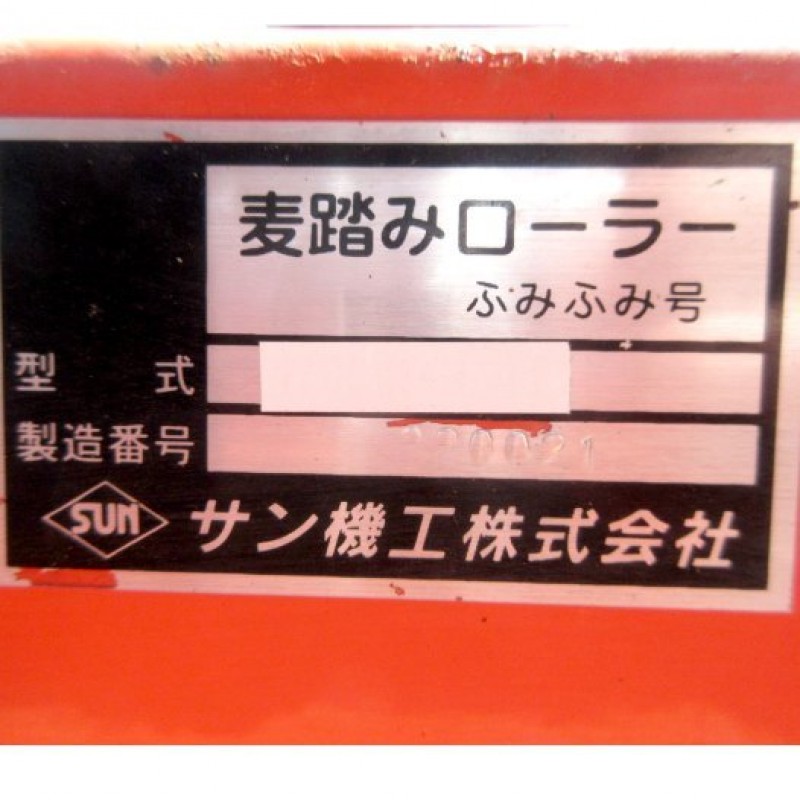 麦踏みローラー
ふみふみ号
型式
製造番号
SUN サン機工株式会社